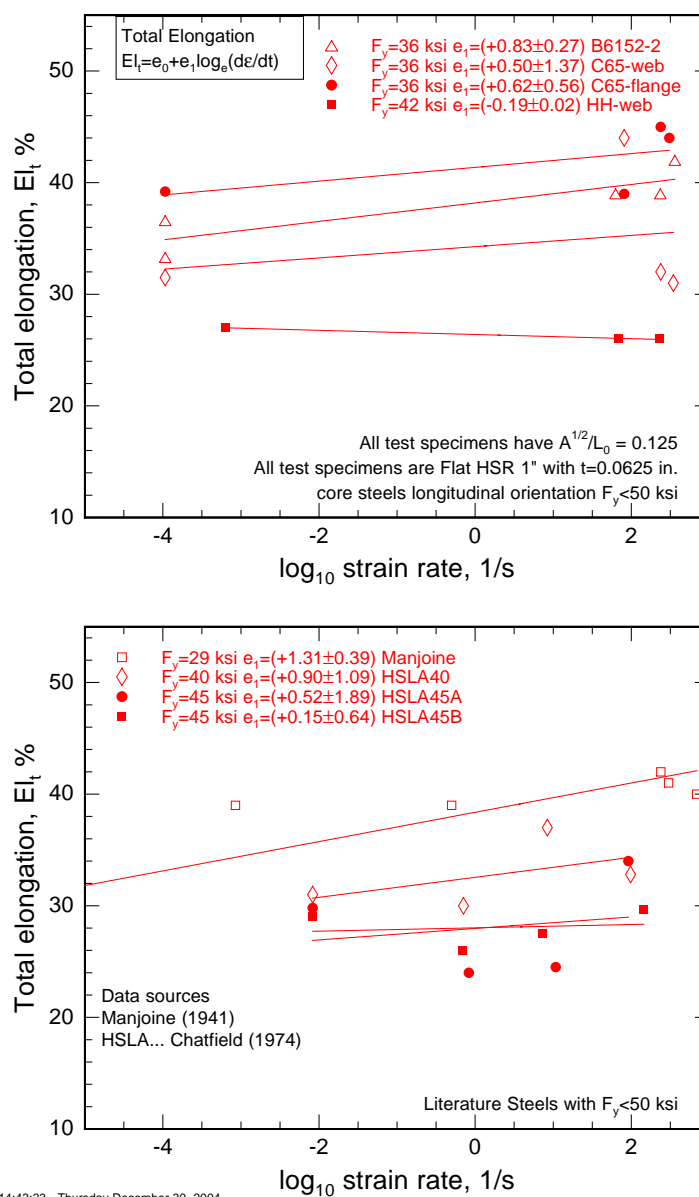 Total Elongation
El_t=e_0+e_1log_e(dε/dt)
F_y=36 ksi e_1=(+0.83±0.27) B6152-2
F_y=36 ksi e_1=(+0.50±1.37) C65-web
F_y=36 ksi e_1=(+0.62±0.56) C65-flange
F_y=42 ksi e_1=(-0.19±0.02) HH-web
50
40
30
20
10
Total elongation, El_t %
All test specimens have A^1/2/L_0 = 0.125
All test specimens are Flat HSR 1" with t=0.0625 in.
core steels longitudinal orientation F_y<50 ksi
-4 -2 0 2
log_10 strain rate, 1/s
F_y=29 ksi e_1=(+1.31±0.39) Manjoine
F_y=40 ksi e_1=(+0.90±1.09) HSLA40
F_y=45 ksi e_1=(+0.52±1.89) HSLA45A
F_y=45 ksi e_1=(+0.15±0.64) HSLA45B
50
40
30
20
10
Total elongation, El_t %
Data sources
Manjoine (1941)
HSLA... Chatfield (1974)
Literature Steels with F_y<50 ksi
-4 -2 0 2
log_10 strain rate, 1/s